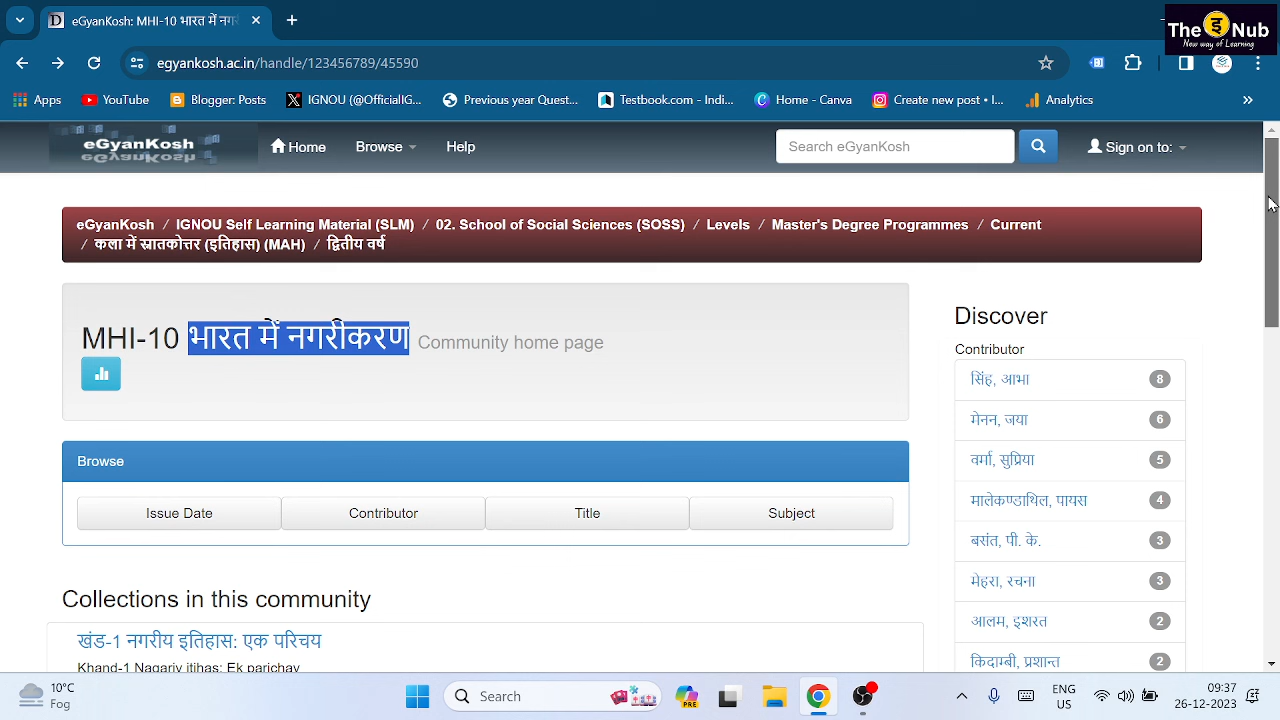 eGyanKosh: MHI-10 भारत में नगरी
The इ Nub
New way of Learning
egyankosh.ac.in/handle/123456789/45590
Apps YouTube Blogger: Posts IGNOU (@OfficialIG... Previous year Quest... Testbook.com - Indi... Home - Canva Create new post • I... Analytics
eGyanKosh Home Browse Help Search eGyanKosh Sign on to:
eGyanKosh / IGNOU Self Learning Material (SLM) / 02. School of Social Sciences (SOSS) / Levels / Master's Degree Programmes / Current
/ कला में स्नातकोत्तर (इतिहास) (MAH) / द्वितीय वर्ष
MHI-10 भारत में नगरीकरण Community home page
Browse
Issue Date Contributor Title Subject
Collections in this community
खंड-1 नगरीय इतिहास: एक परिचय
Khand-1 Nagariy itihas: Ek parichay
Discover
Contributor
सिंह, आभा 8
मेनन, जया 6
वर्मा, सुप्रिया 5
मालेकण्डाथिल, पायस 4
बसंत, पी. के. 3
मेहरा, रचना 3
आलम, इशरत 2
किदाम्बी, प्रशान्त 2
10°C
Fog
Search
PRE
ENG
US
09:37
26-12-2023